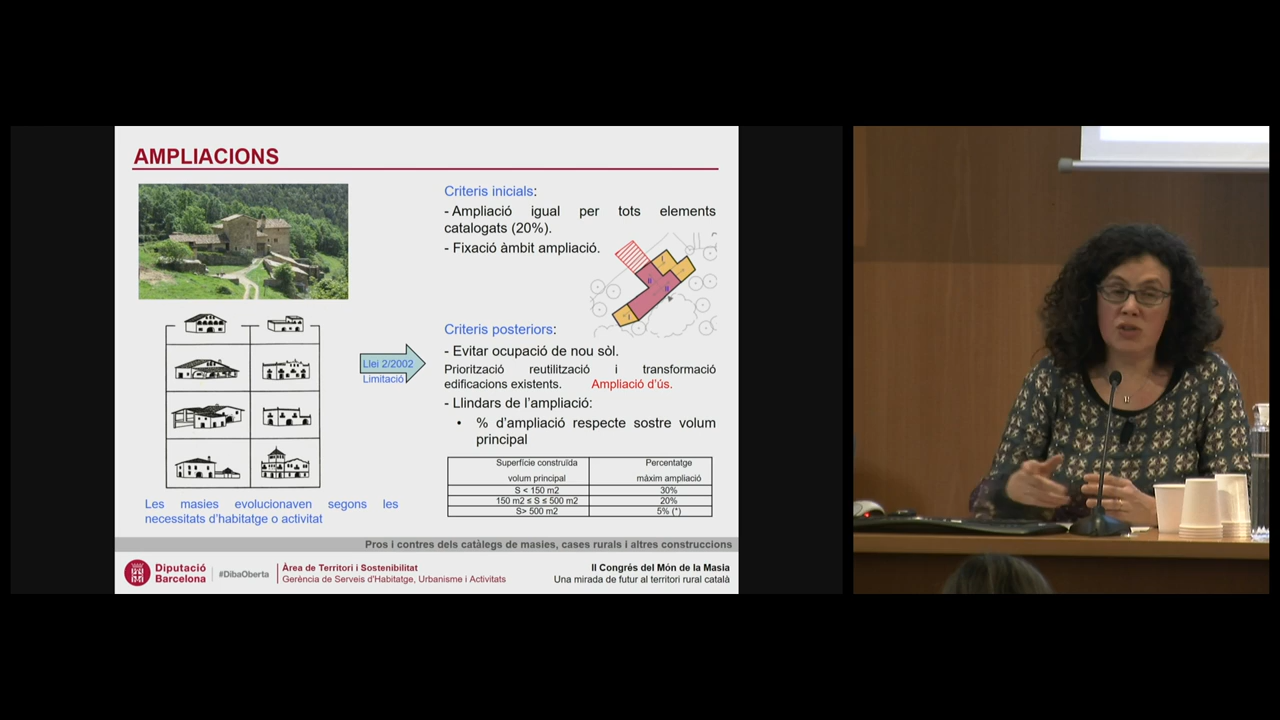 AMPLIACIONS
Criteris inicials:
- Ampliació igual per tots elements
catalogats (20%).
- Fixació àmbit ampliació.
Llei 2/2002
Limitació
Criteris posteriors:
- Evitar ocupació de nou sòl.
Priorització reutilització i transformació
edificacions existents. Ampliació d'ús.
- Llindars de l'ampliació:
• % d'ampliació respecte sostre volum
principal
Superfície construïda Percentatge
volum principal màxim ampliació
S < 150 m2 30%
150 m2 ≤ S ≤ 500 m2 20%
S> 500 m2 5% (*)
Les masies evolucionaven segons les
necessitats d'habitatge o activitat
Pros i contres dels catàlegs de masies, cases rurals i altres construccions
Diputació
Barcelona
#DibaOberta
Àrea de Territori i Sostenibilitat
Gerència de Serveis d'Habitatge, Urbanisme i Activitats
II Congrés del Món de la Masia
Una mirada de futur al territori rural català